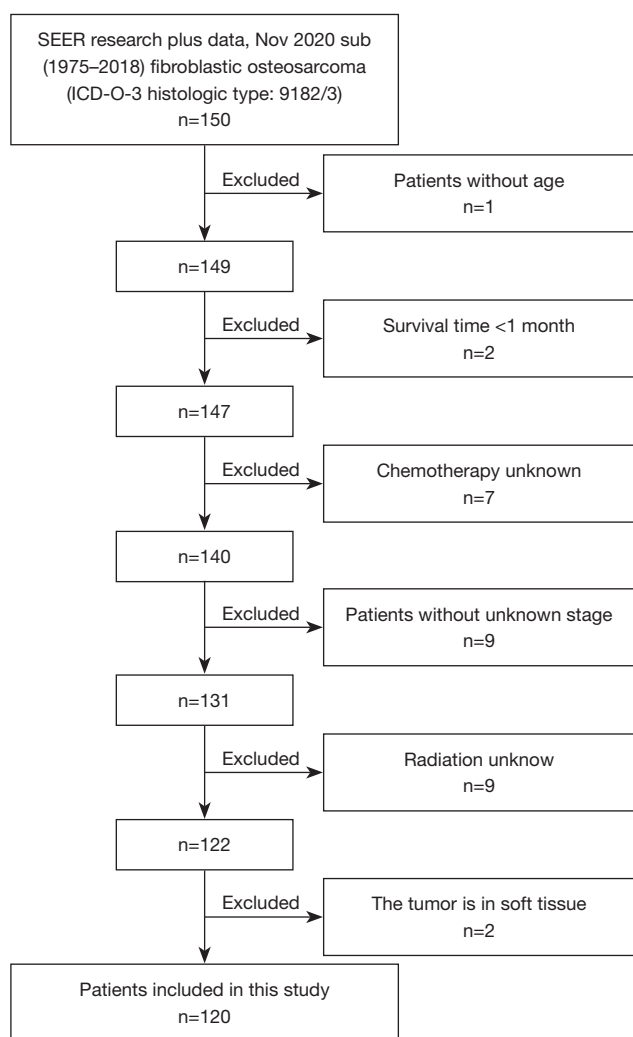 SEER research plus data, Nov 2020 sub
(1975–2018) fibroblastic osteosarcoma
(ICD-O-3 histologic type: 9182/3)
n=150
Excluded
Patients without age
n=1
n=149
Excluded
Survival time <1 month
n=2
n=147
Excluded
Chemotherapy unknown
n=7
n=140
Excluded
Patients without unknown stage
n=9
n=131
Excluded
Radiation unknow
n=9
n=122
Excluded
The tumor is in soft tissue
n=2
Patients included in this study
n=120